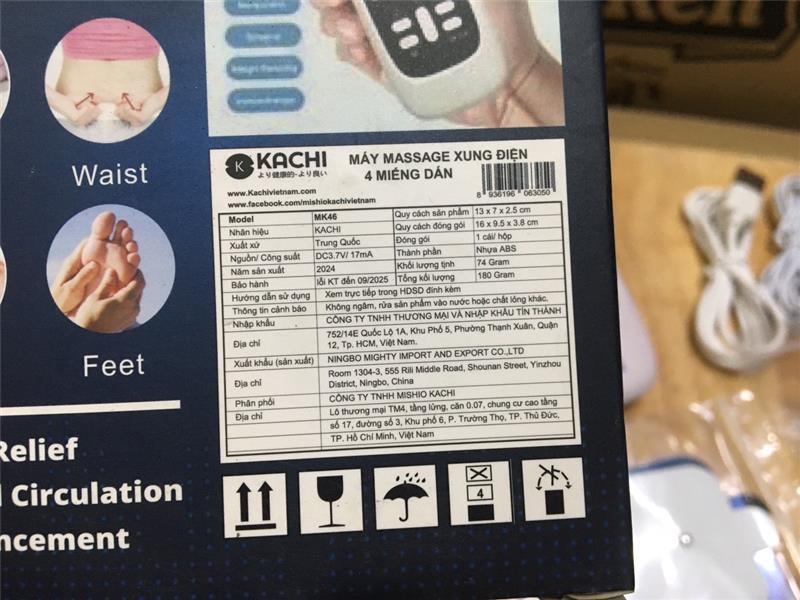 Waist
Feet
Relief
Circulation
ncement
K
KACHI
より健康的-より良い
www.Kachivietnam.com
www.facebook.com/mishiokachivietnam
MÁY MASSAGE XUNG ĐIỆN
4 MIẾNG DÁN
8 936196 063050
Model MK46 Quy cách sản phẩm 13 x 7 x 2.5 cm
Nhãn hiệu KACHI Quy cách đóng gói 16 x 9.5 x 3.8 cm
Xuất xứ Trung Quốc Đóng gói 1 cái/ hộp
Nguồn/ Công suất DC3.7V/ 17mA Thành phần Nhựa ABS
Năm sản xuất 2024 Khối lượng tịnh 74 Gram
Bảo hành lỗi KT đến 09/2025 Tổng khối lượng 180 Gram
Hướng dẫn sử dụng Xem trực tiếp trong HDSD đính kèm
Thông tin cảnh báo Không ngâm, rửa sản phẩm vào nước hoặc chất lỏng khác.
Nhập khẩu CÔNG TY TNHH THƯƠNG MẠI VÀ NHẬP KHẨU TÍN THÀNH
Địa chỉ 752/14E Quốc Lộ 1A, Khu Phố 5, Phường Thạnh Xuân, Quận
12, Tp. HCM, Việt Nam.
Xuất khẩu (sản xuất) NINGBO MIGHTY IMPORT AND EXPORT CO.,LTD
Địa chỉ Room 1304-3, 555 Rili Middle Road, Shounan Street, Yinzhou
District, Ningbo, China
Phân phối CÔNG TY TNHH MISHIO KACHI
Địa chỉ Lô thương mại TM4, tầng lửng, căn 0.07, chung cư cao tầng
số 17, đường số 3, Khu phố 6, P. Trường Thọ, TP. Thủ Đức,
TP. Hồ Chí Minh, Việt Nam
4